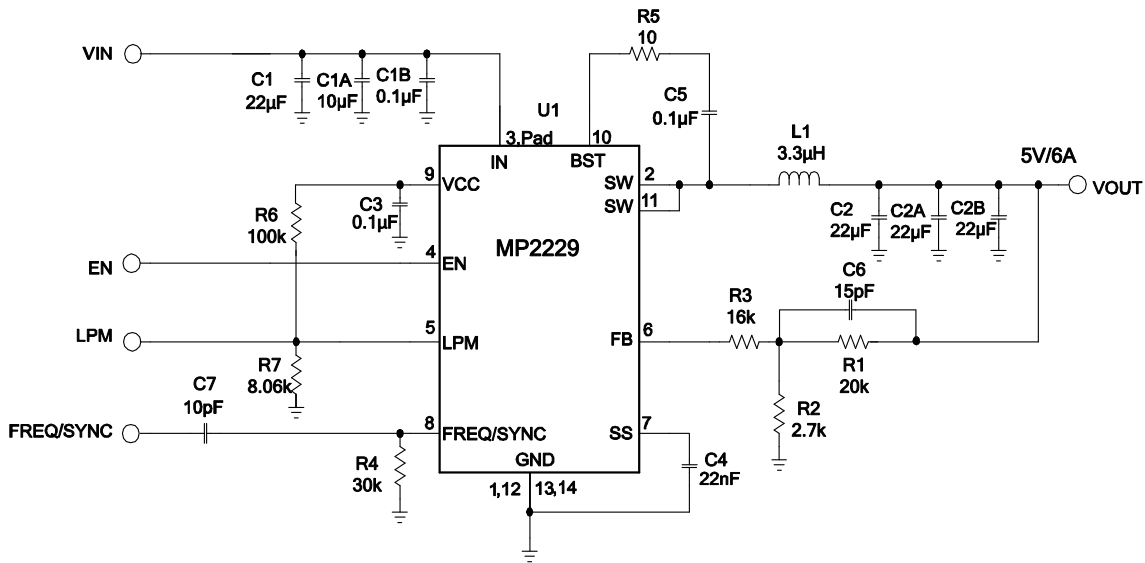 R5
10
VIN
C1
22µF
C1A
10µF
C1B
0.1µF
C5
0.1µF
U1
3,Pad
10
IN
BST
L1
3.3µH
5V/6A
9
VCC
SW
2
VOUT
SW
11
C3
0.1µF
R6
100k
C2
22µF
C2A
22µF
C2B
22µF
MP2229
EN
4
EN
C6
15pF
R3
16k
LPM
5
LPM
FB
6
R1
20k
R7
8.06k
C7
10pF
R2
2.7k
FREQ/SYNC
8
FREQ/SYNC
SS
7
GND
R4
30k
C4
22nF
1,12
13,14